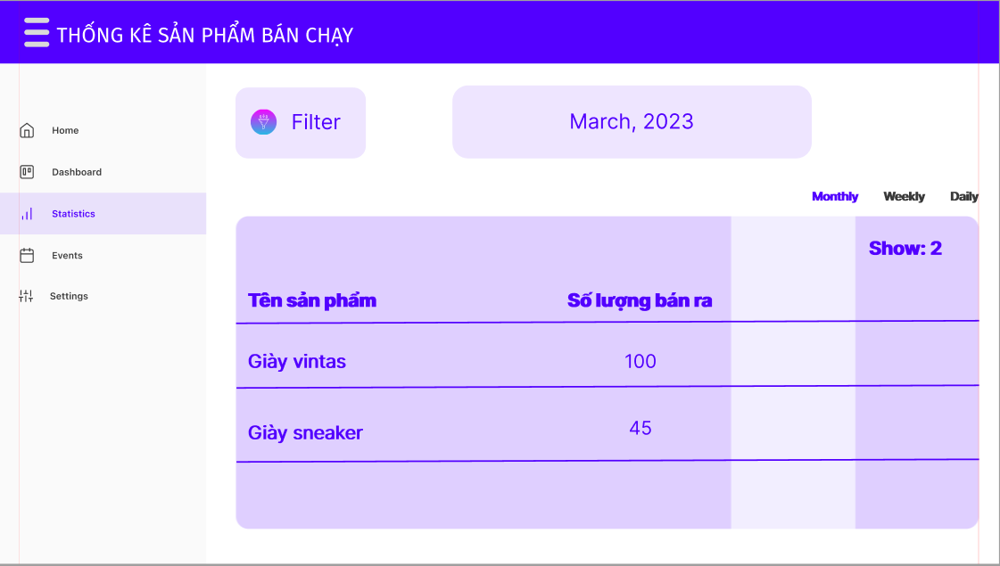 THỐNG KÊ SẢN PHẨM BÁN CHẠY
Filter
March, 2023
Home
Dashboard
Statistics
Events
Settings
Monthly Weekly Daily
Show: 2
Tên sản phẩm Số lượng bán ra
Giày vintas 100
Giày sneaker 45